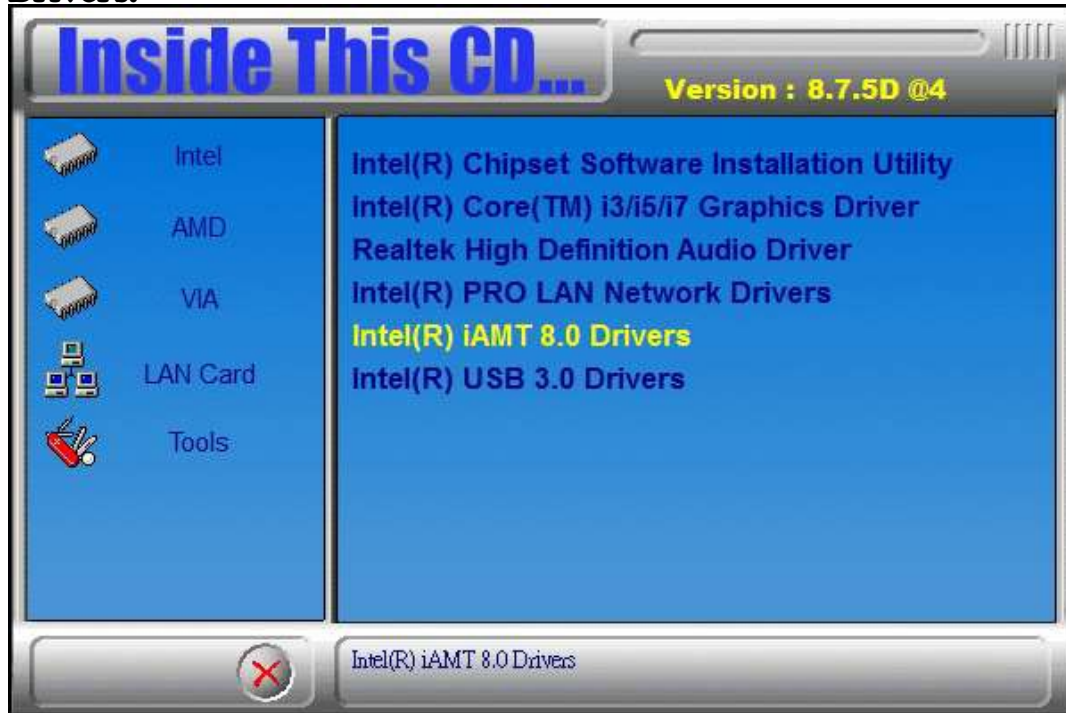 Drivers.
Inside This CD...
Version : 8.7.5D @4
Intel
AMD
VIA
LAN Card
Tools
Intel(R) Chipset Software Installation Utility
Intel(R) Core(TM) i3/i5/i7 Graphics Driver
Realtek High Definition Audio Driver
Intel(R) PRO LAN Network Drivers
Intel(R) iAMT 8.0 Drivers
Intel(R) USB 3.0 Drivers
Intel(R) iAMT 8.0 Drivers